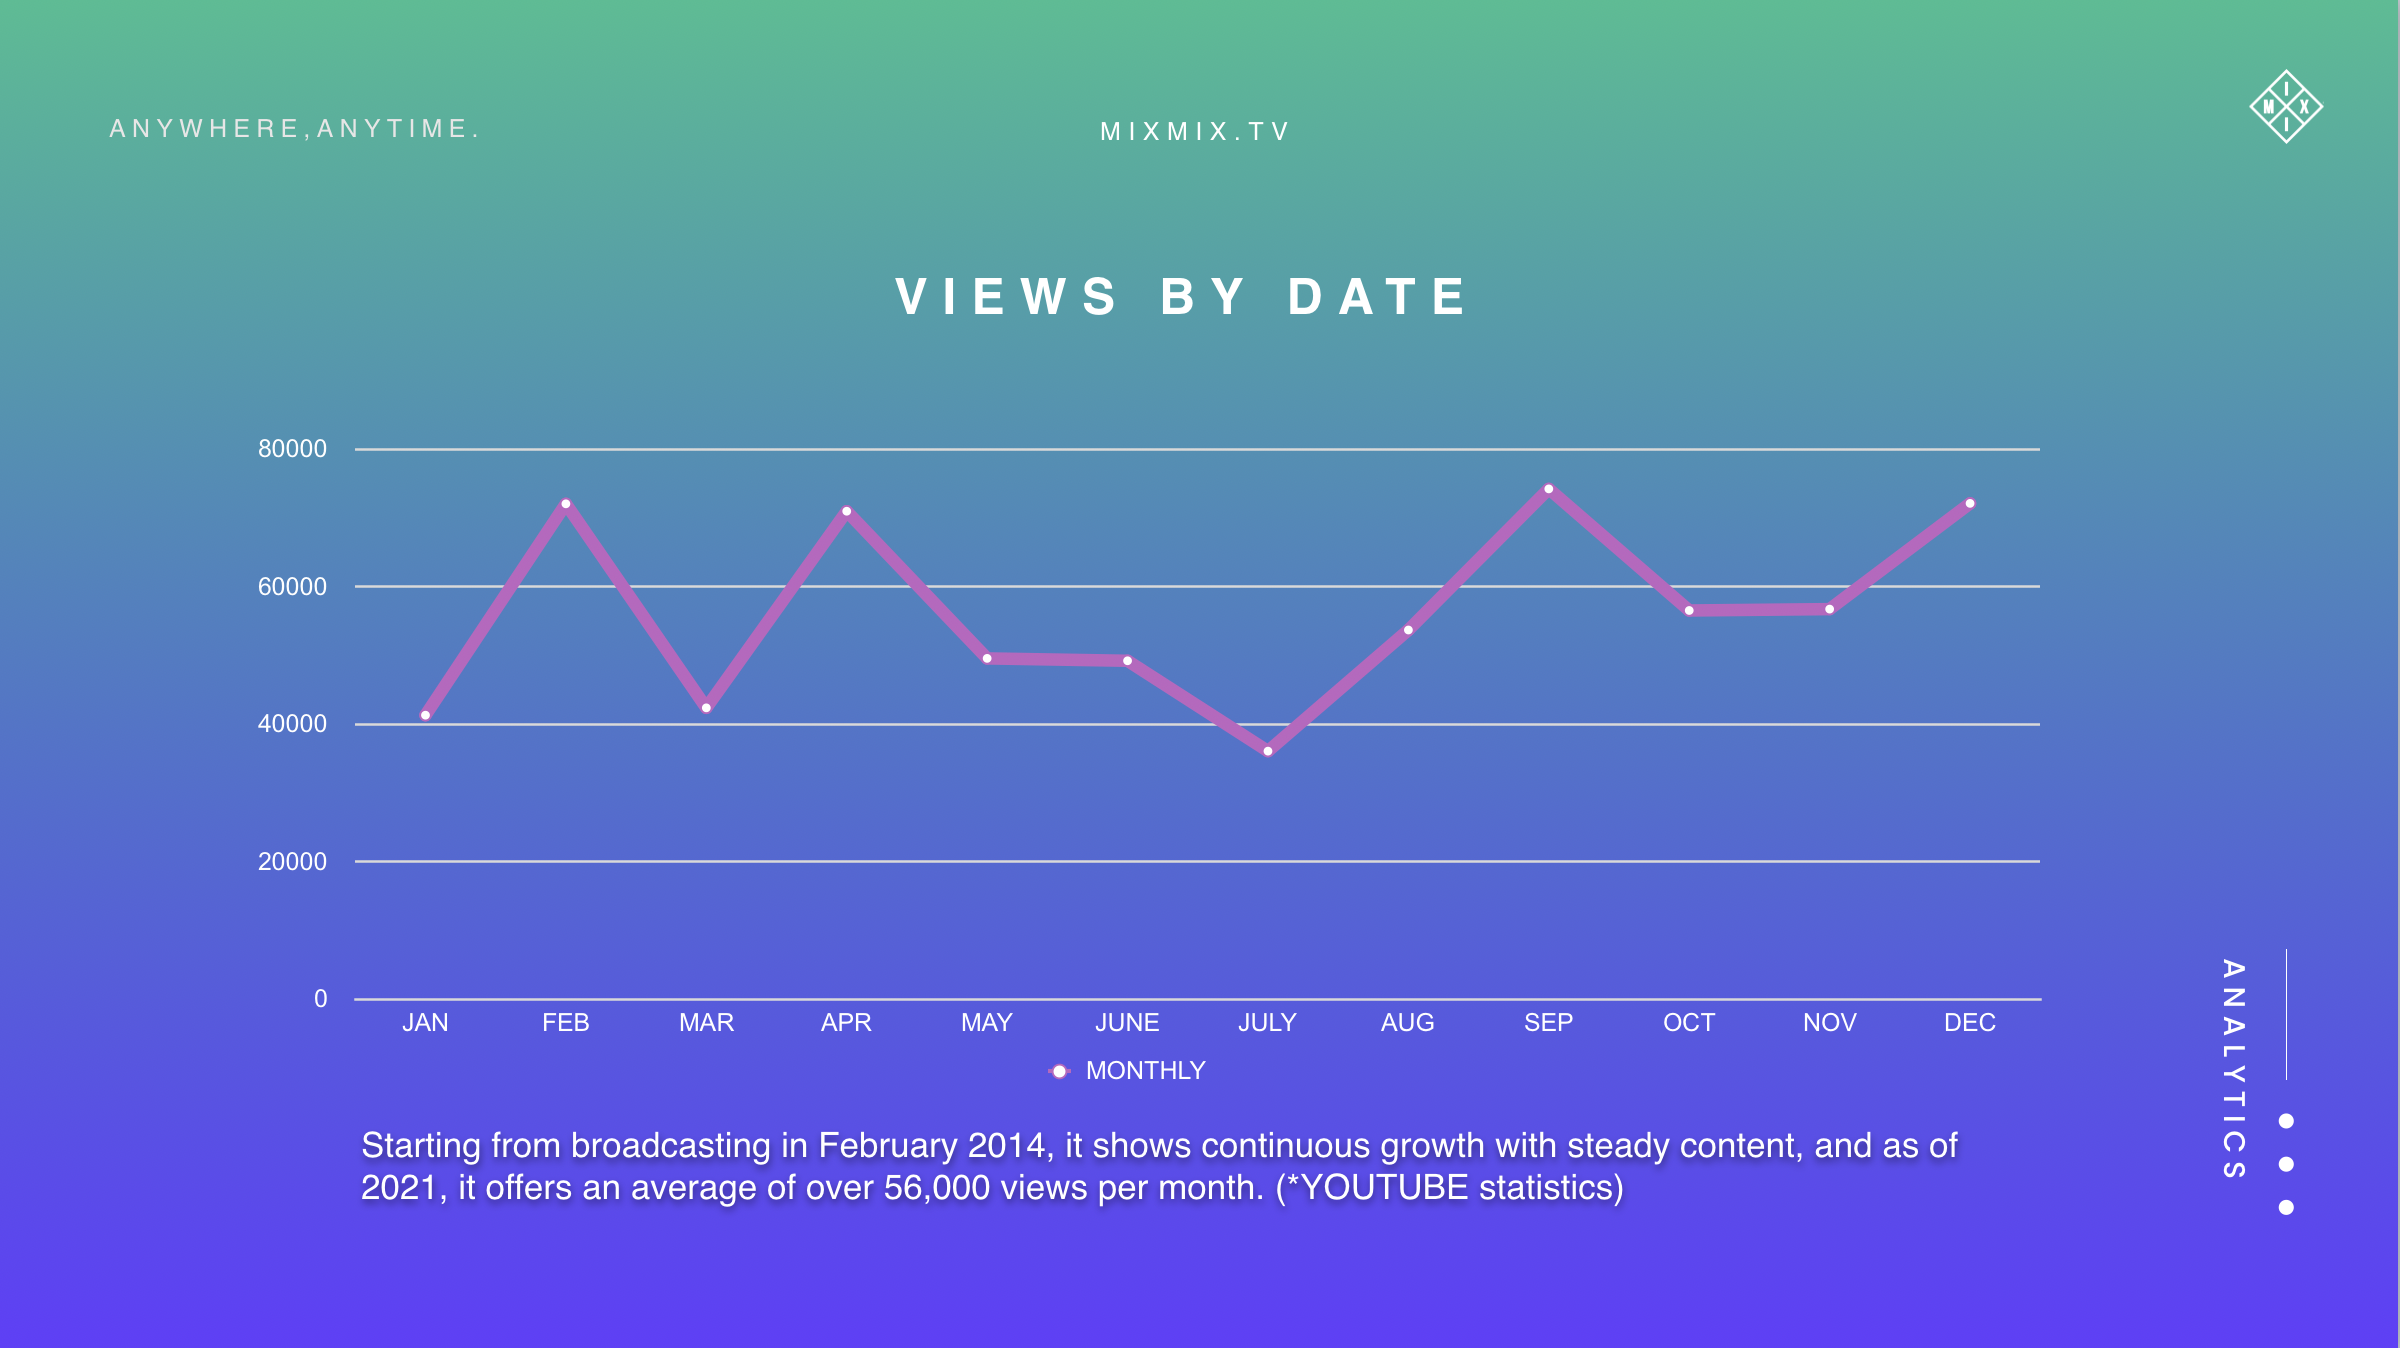 ANYWHERE,ANYTIME.
MIXMIX.TV
I
M X
I
VIEWS BY DATE
80000
60000
40000
20000
0
JAN FEB MAR APR MAY JUNE JULY AUG SEP OCT NOV DEC
MONTHLY
Starting from broadcasting in February 2014, it shows continuous growth with steady content, and as of
2021, it offers an average of over 56,000 views per month. (*YOUTUBE statistics)
ANALYTICS